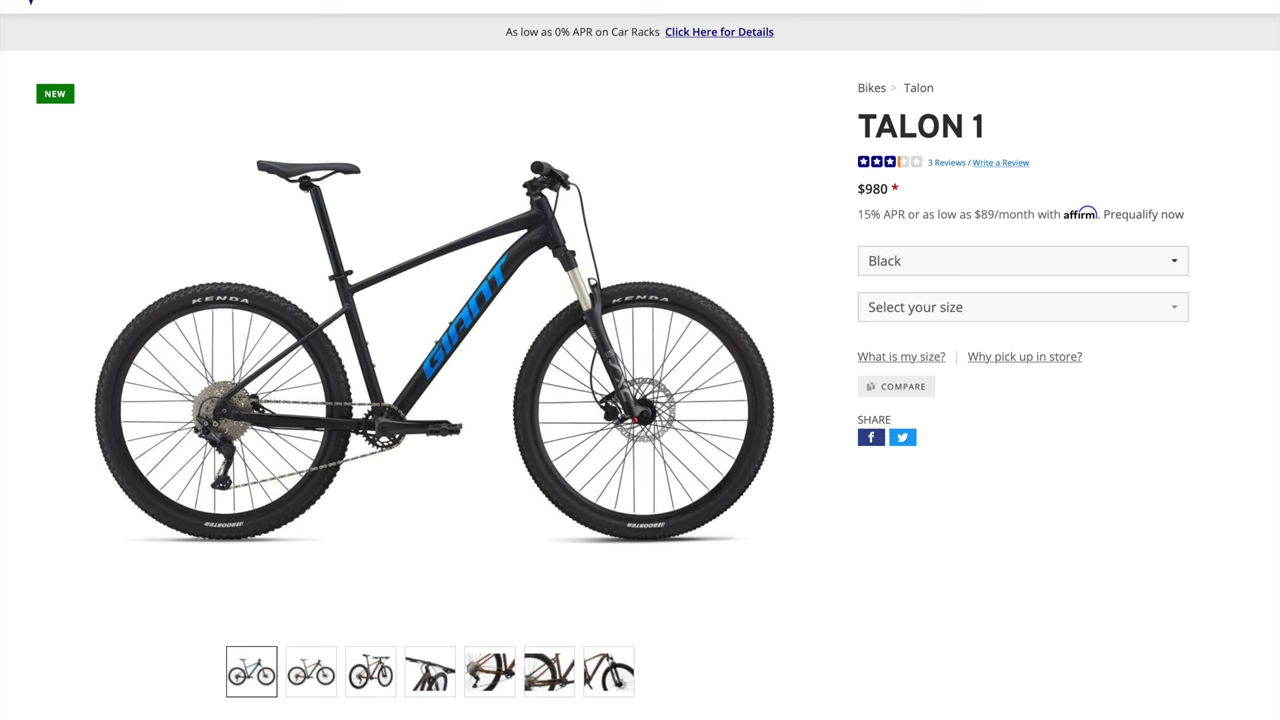 As low as 0% APR on Car Racks Click Here for Details
NEW
Bikes > Talon
TALON 1
3 Reviews / Write a Review
$980 *
15% APR or as low as $89/month with affirm. Prequalify now
Black
Select your size
What is my size? | Why pick up in store?
COMPARE
SHARE
KENDA
KENDA
GIANT
BOOSTER
BOOSTER